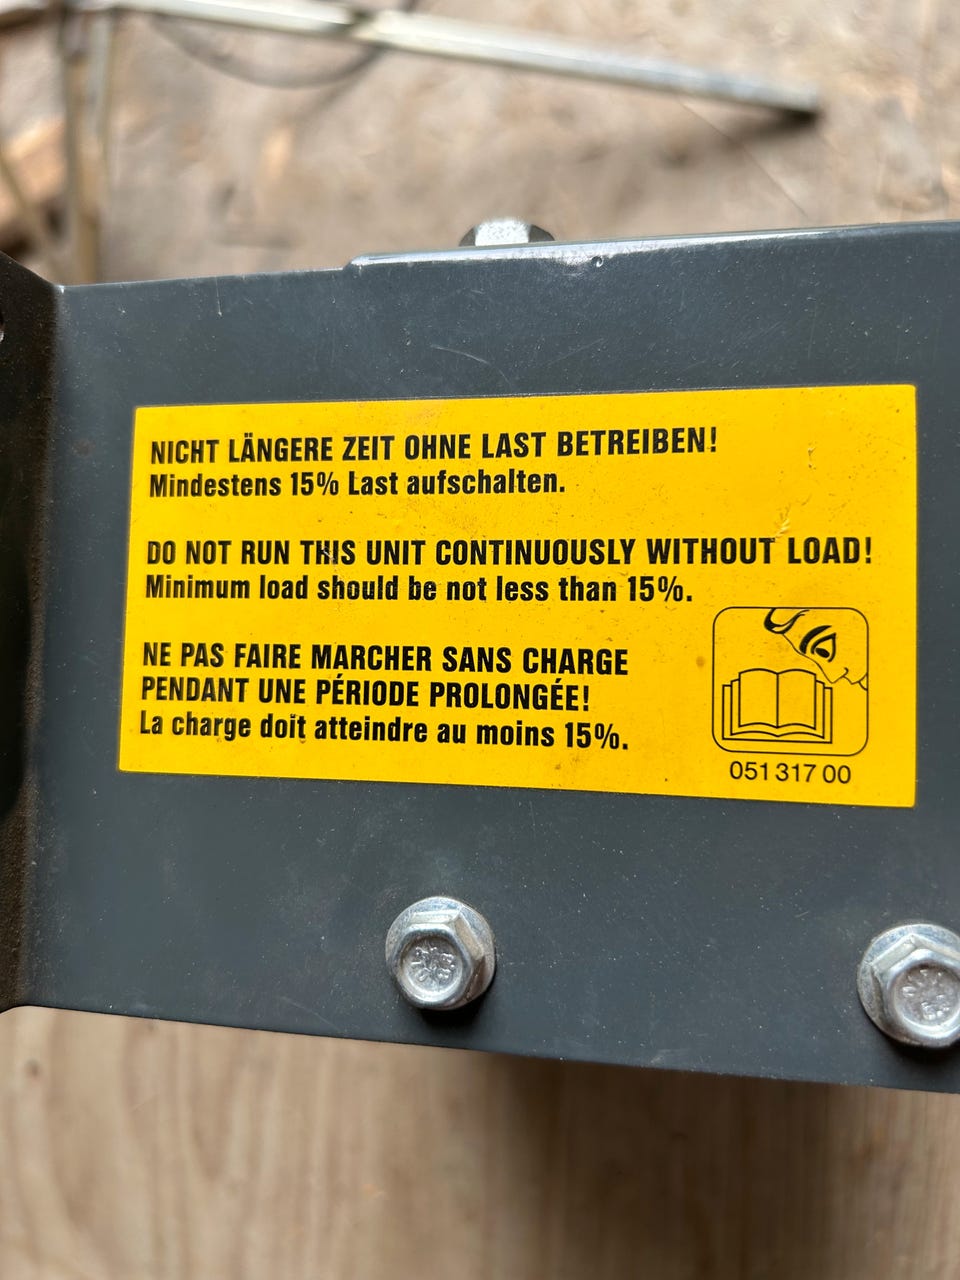 NICHT LÄNGERE ZEIT OHNE LAST BETREIBEN!
Mindestens 15% Last aufschalten.
DO NOT RUN THIS UNIT CONTINUOUSLY WITHOUT LOAD!
Minimum load should be not less than 15%.
NE PAS FAIRE MARCHER SANS CHARGE
PENDANT UNE PÉRIODE PROLONGÉE!
La charge doit atteindre au moins 15%.
051 317 00